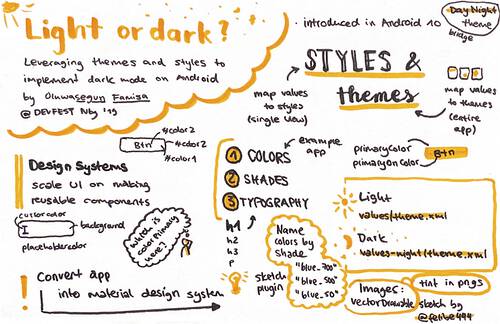 Light or dark?
Leveraging themes and styles to
implement dark mode on Android
by Oluwasegun Famisa
@ DEVFEST Nbg '19
• introduced in Android 10
Day Night
theme
bridge
STYLES &
themes
map values
to styles
(single view)
map values
to themes
(entire
app)
#color2
Btn
#color2
#color1
Design Systems
scale UI on making
reusable components
cursorcolor
I
background
placeholdercolor
which is
colorPrimary
here?
! Convert app
into material design system
example
app
1 COLORS
2 SHADES
3 TYPOGRAPHY
h1
h2
h3
p
sketch
plugin
Name
colors by
shade
"blue_700"
"blue_500"
"blue_50"
primaryColor
primaryonColor
Btn
Light
values/theme.xml
Dark
values-night/theme.xml
Images:
VectorDrawable
tint in pngs
sketch by
@felibe444